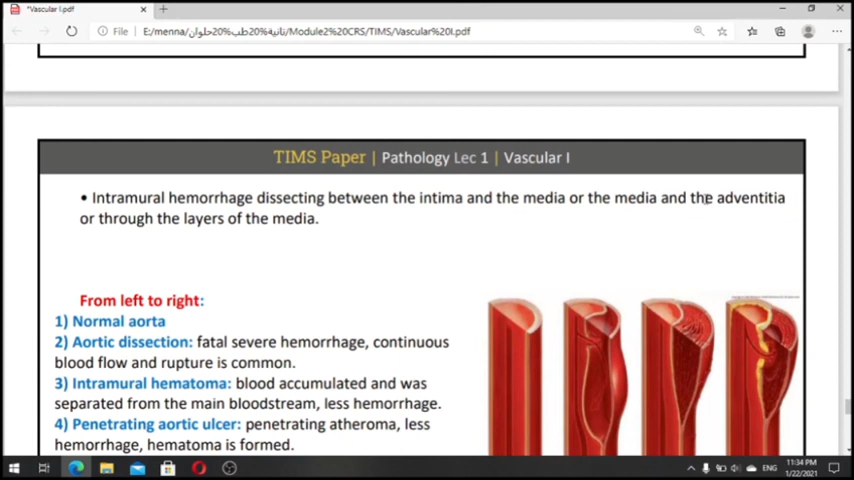 *Vascular I.pdf
File | E:/menna/ثانية%20طب%20حلوان/Module2%20CRS/TIMS/Vascular%20I.pdf
TIMS Paper | Pathology Lec 1 | Vascular I
• Intramural hemorrhage dissecting between the intima and the media or the media and the adventitia
or through the layers of the media.
From left to right:
1) Normal aorta
2) Aortic dissection: fatal severe hemorrhage, continuous
blood flow and rupture is common.
3) Intramural hematoma: blood accumulated and was
separated from the main bloodstream, less hemorrhage.
4) Penetrating aortic ulcer: penetrating atheroma, less
hemorrhage, hematoma is formed.
ENG
11:34 PM
1/22/2021